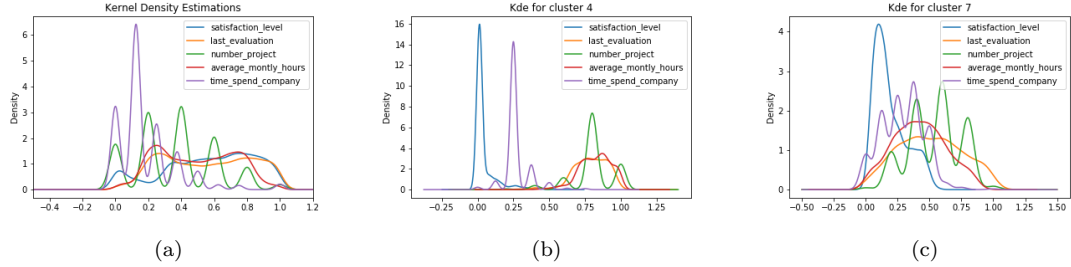 Kernel Density Estimations
Density
6
5
4
3
2
1
0
satisfaction_level
last_evaluation
number_project
average_montly_hours
time_spend_company
-0.4 -0.2 0.0 0.2 0.4 0.6 0.8 1.0 1.2
(a)
Kde for cluster 4
Density
16
14
12
10
8
6
4
2
0
satisfaction_level
last_evaluation
number_project
average_montly_hours
time_spend_company
-0.25 0.00 0.25 0.50 0.75 1.00 1.25
(b)
Kde for cluster 7
Density
4
3
2
1
0
satisfaction_level
last_evaluation
number_project
average_montly_hours
time_spend_company
-0.50 -0.25 0.00 0.25 0.50 0.75 1.00 1.25 1.50
(c)